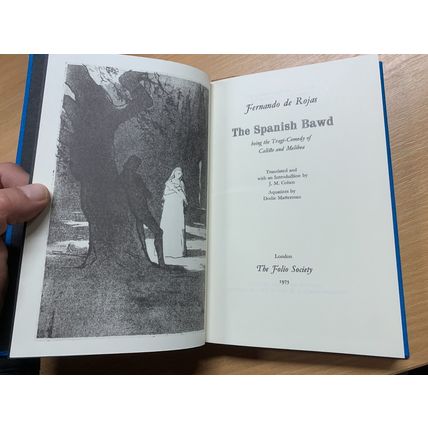 Fernando de Rojas
The Spanish Bawd
being the Tragi-Comedy of
Calisto and Melibea
Translated and
with an Introduction by
J. M. Cohen
Aquatints by
Dodie Masterman
London
The Folio Society
1975